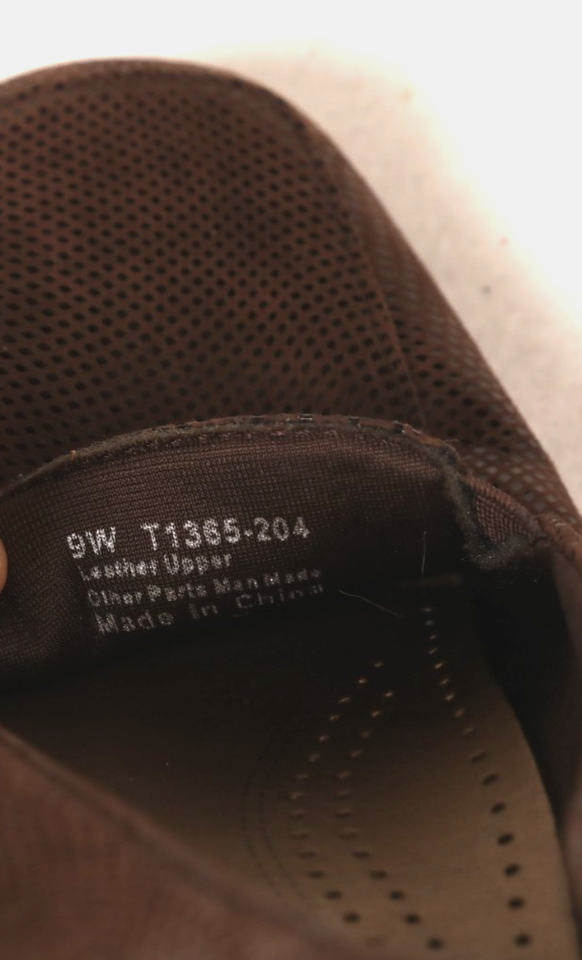 9W T1365-204
Leather Upper
Other Parts Man Made
Made in China